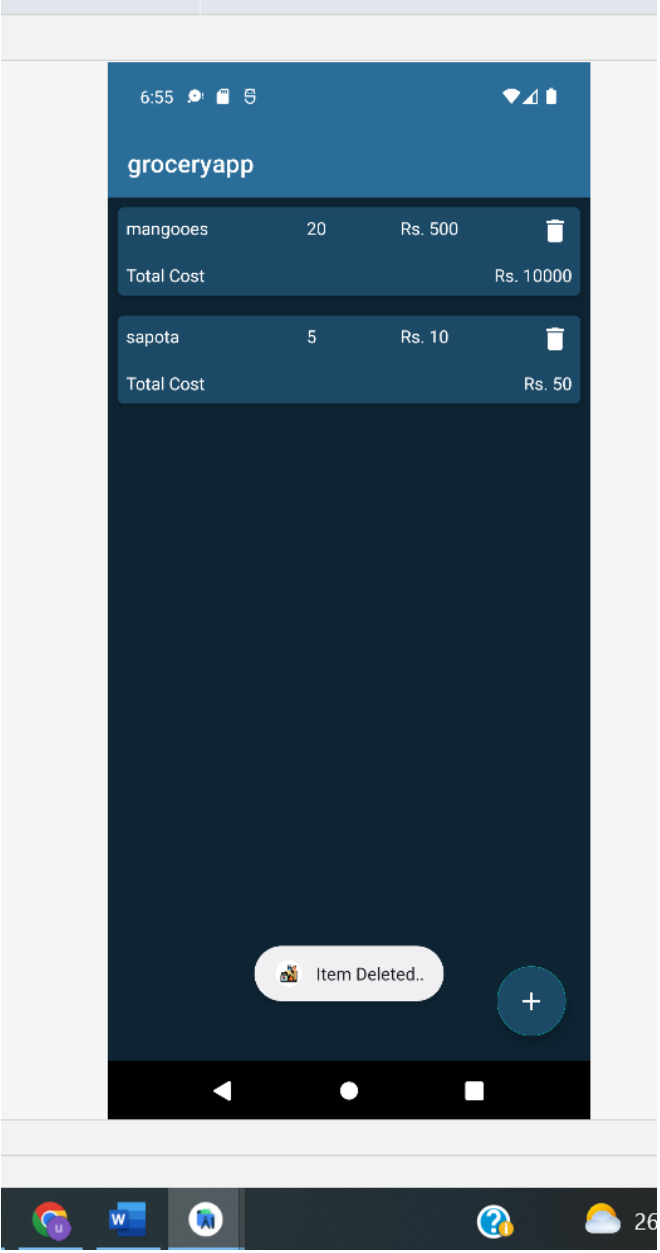 6:55
groceryapp
mangooes 20 Rs. 500
Total Cost Rs. 10000
sapota 5 Rs. 10
Total Cost Rs. 50
Item Deleted..
+
u W ? 26